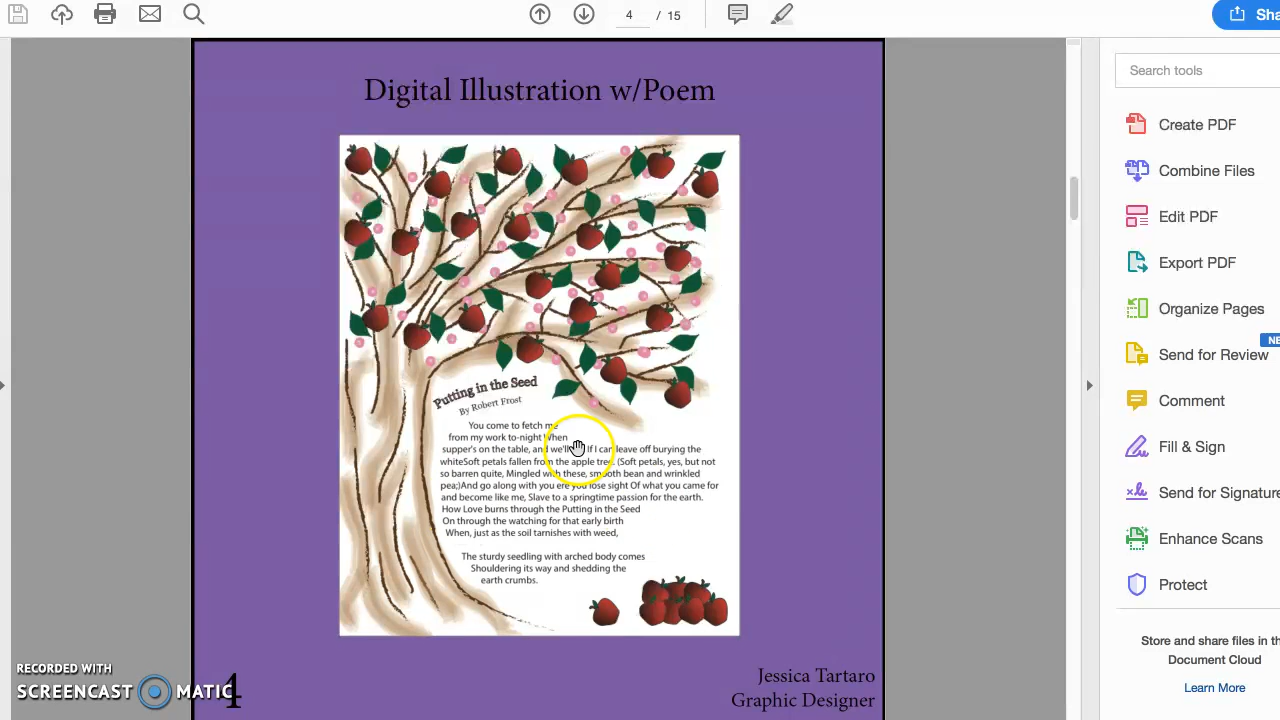 4 / 15
Sha
Digital Illustration w/Poem
Putting in the Seed
By Robert Frost
You come to fetch me
from my work to-night When
supper's on the table, and we'll If I can leave off burying the
whiteSoft petals fallen from the apple tree. (Soft petals, yes, but not
so barren quite, Mingled with these, smooth bean and wrinkled
pea;)And go along with you ere you lose sight Of what you came for
and become like me, Slave to a springtime passion for the earth.
How Love burns through the Putting in the Seed
On through the watching for that early birth
When, just as the soil tarnishes with weed,
The sturdy seedling with arched body comes
Shouldering its way and shedding the
earth crumbs.
4
Jessica Tartaro
Graphic Designer
RECORDED WITH
SCREENCAST MATIC
Search tools
Create PDF
Combine Files
Edit PDF
Export PDF
Organize Pages
NE
Send for Review
Comment
Fill & Sign
Send for Signature
Enhance Scans
Protect
Store and share files in the
Document Cloud
Learn More